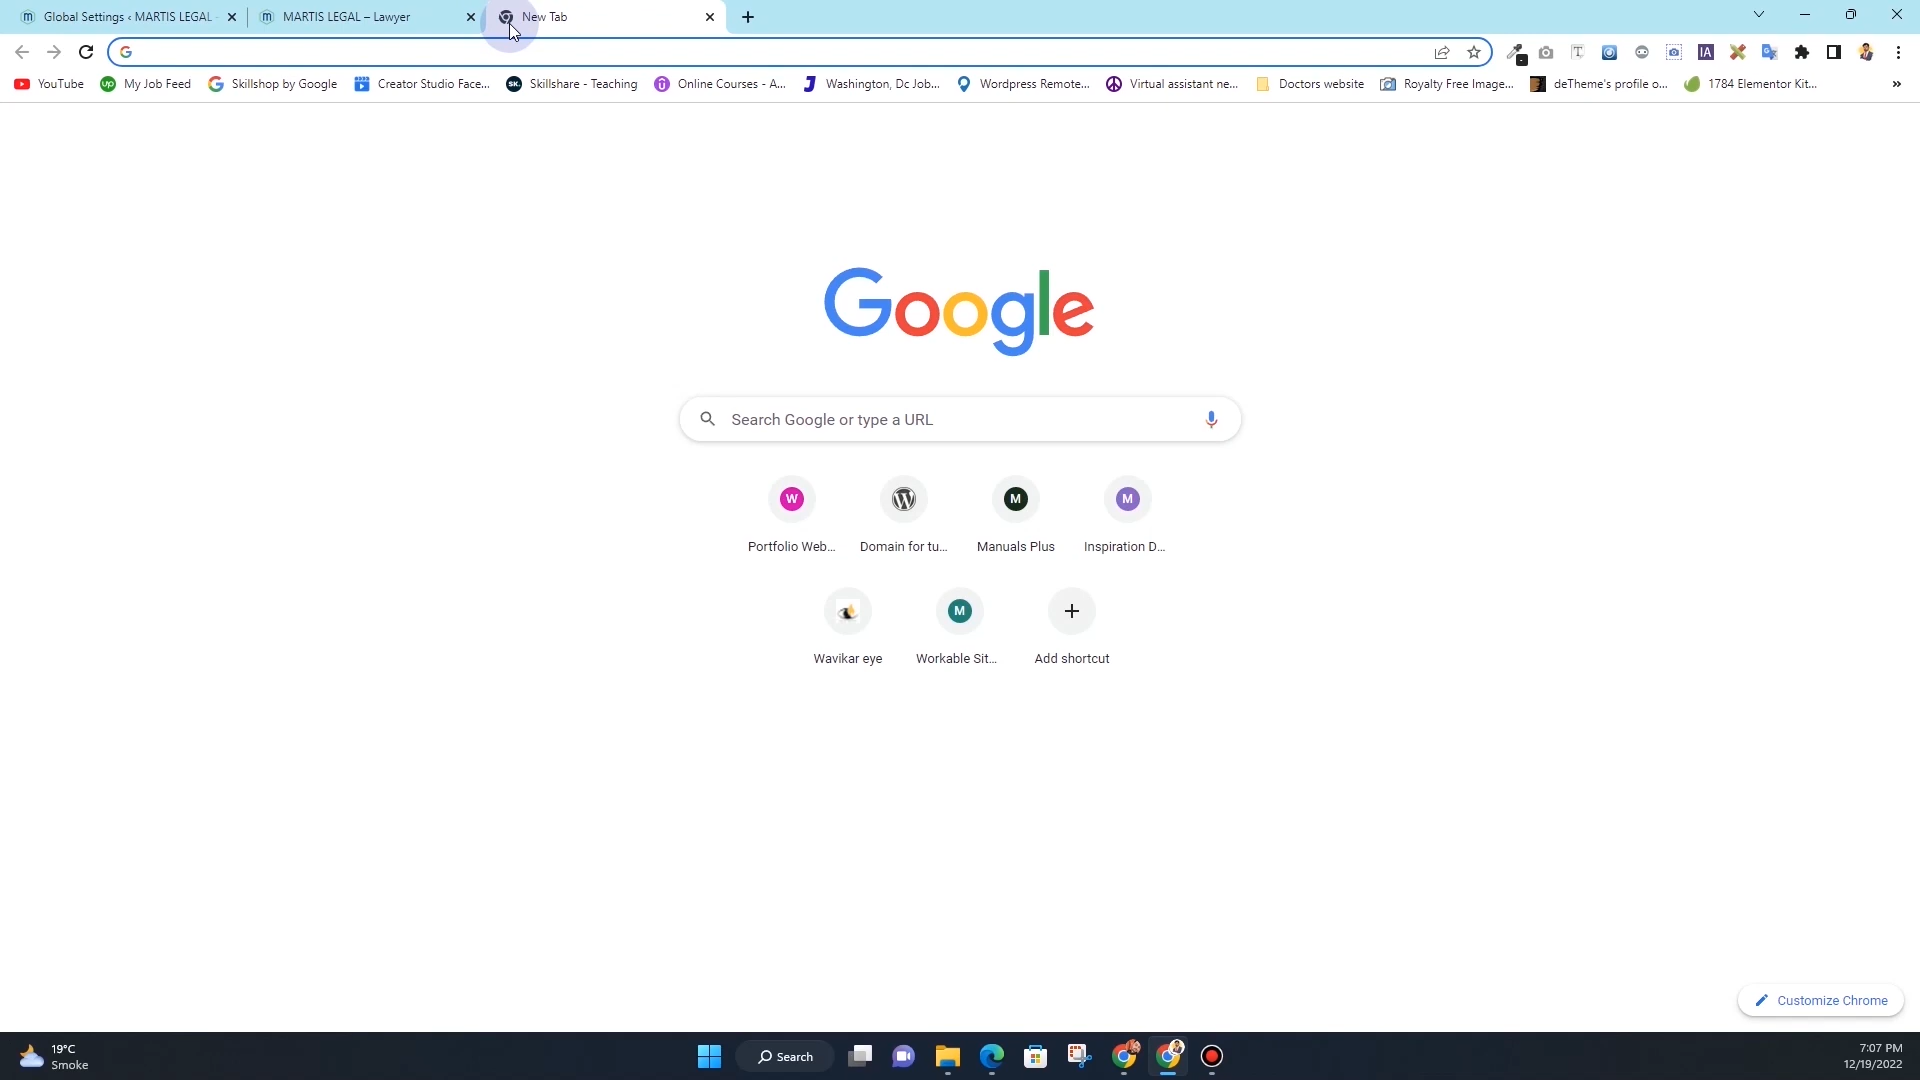 Global Settings ‹ MARTIS LEGAL
MARTIS LEGAL – Lawyer
New Tab
YouTube
My Job Feed
Skillshop by Google
Creator Studio Face...
Skillshare - Teaching
Online Courses - A...
Washington, Dc Job...
Wordpress Remote...
Virtual assistant ne...
Doctors website
Royalty Free Image...
deTheme's profile o...
1784 Elementor Kit...
Google
Search Google or type a URL
Portfolio Web...
Domain for tu...
Manuals Plus
Inspiration D...
Wavikar eye
Workable Sit...
Add shortcut
Customize Chrome
19°C
Smoke
Search
7:07 PM
12/19/2022